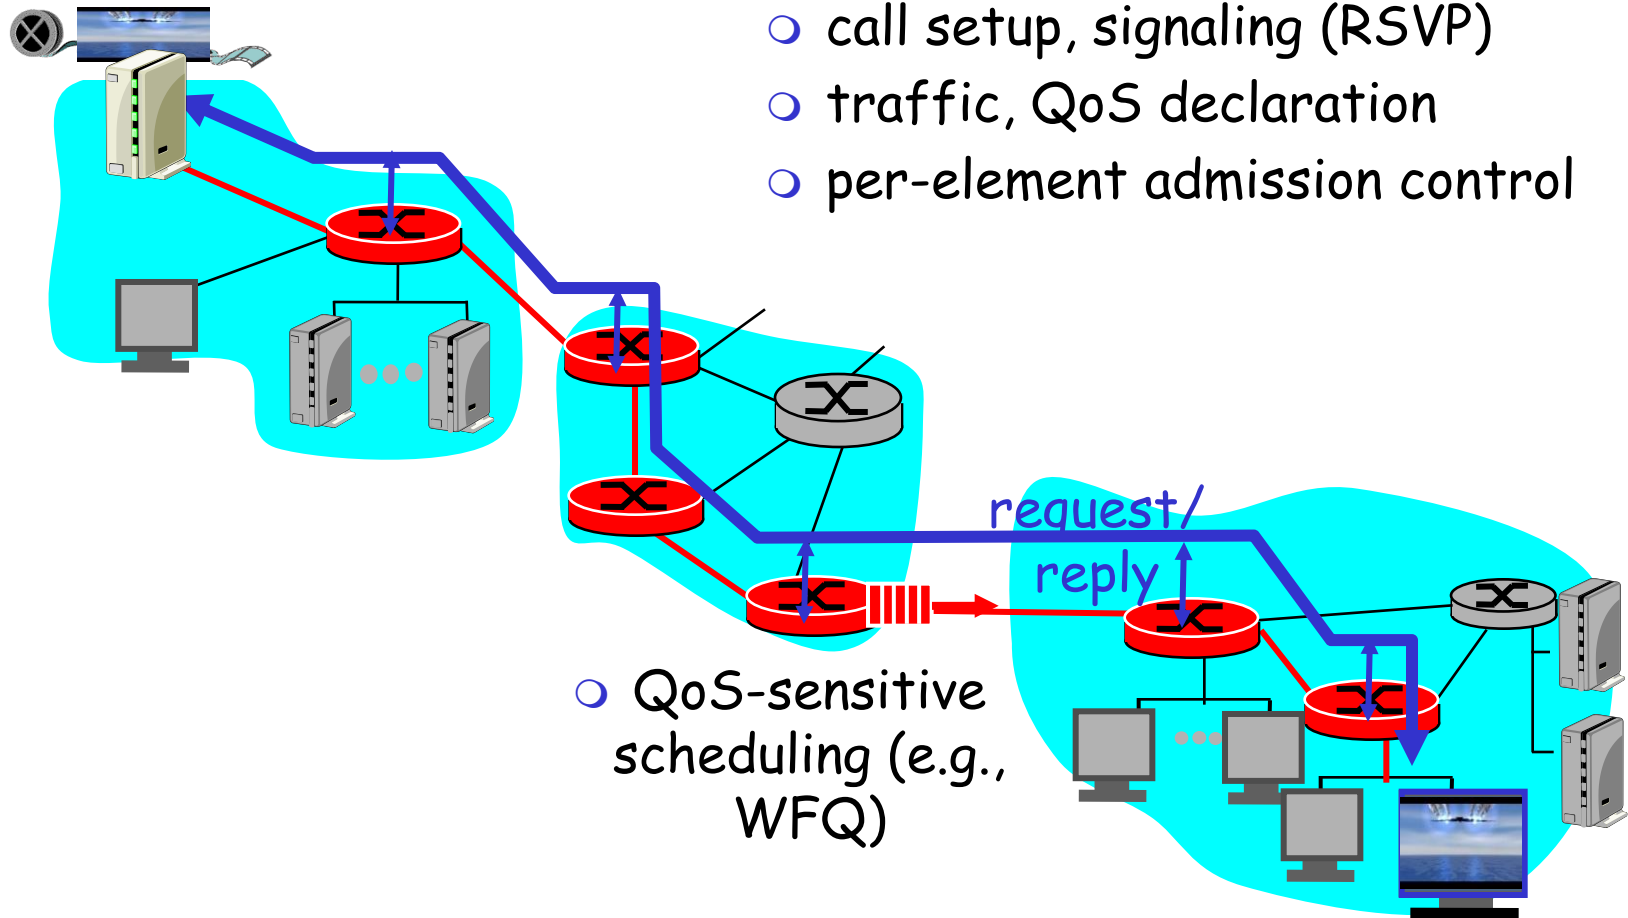 call setup, signaling (RSVP)
traffic, QoS declaration
per-element admission control
request/
reply
QoS-sensitive
scheduling (e.g.,
WFQ)